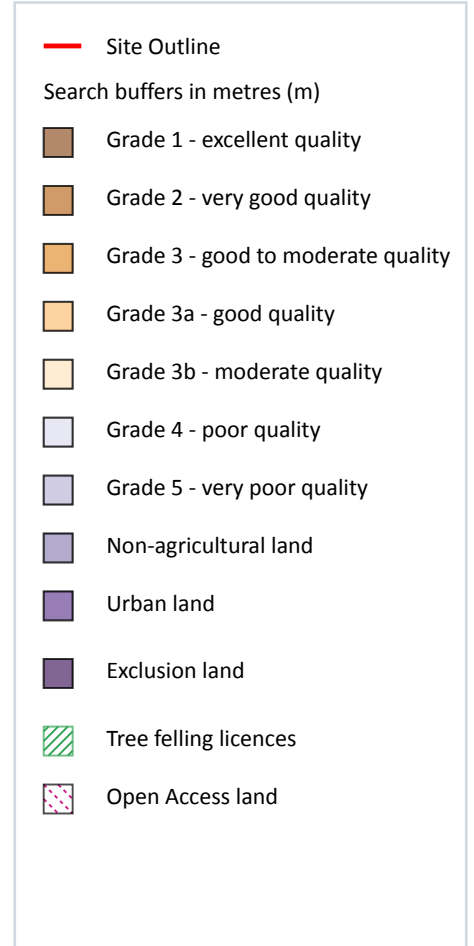 Site Outline
Search buffers in metres (m)
Grade 1 - excellent quality
Grade 2 - very good quality
Grade 3 - good to moderate quality
Grade 3a - good quality
Grade 3b - moderate quality
Grade 4 - poor quality
Grade 5 - very poor quality
Non-agricultural land
Urban land
Exclusion land
Tree felling licences
Open Access land